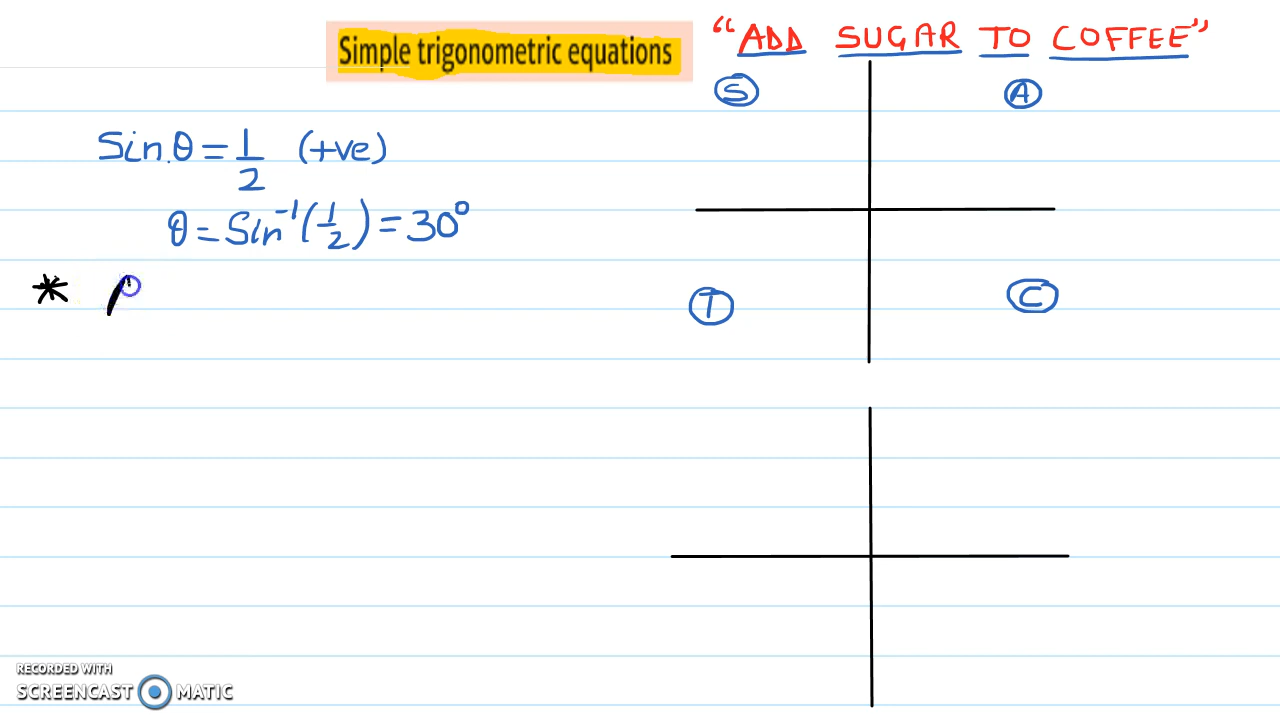 Simple trigonometric equations
"ADD SUGAR TO COFFEE"
S A
Sin.θ = 1/2 (+ve)
θ = Sin⁻¹(1/2) = 30°
*
T C
RECORDED WITH
SCREENCAST MATIC